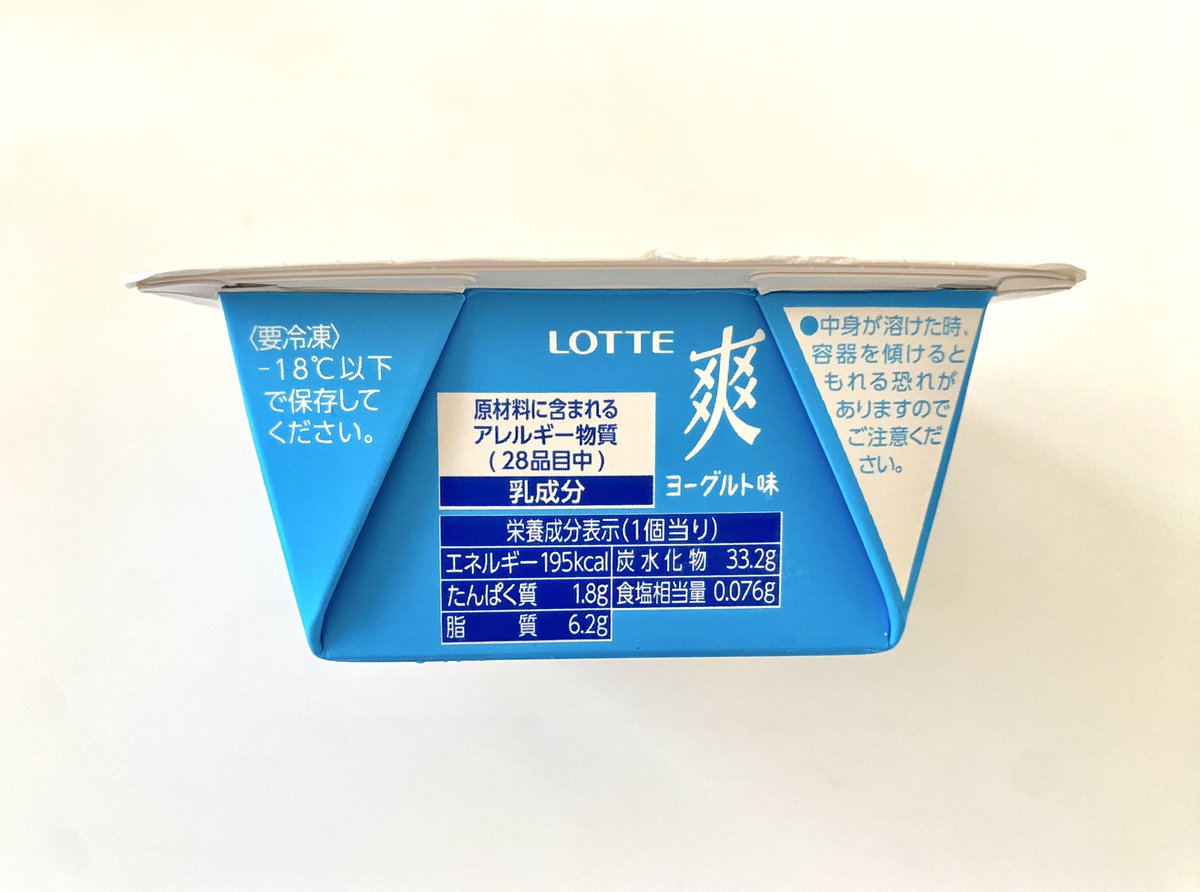 〈要冷凍〉
-18℃以下
で保存して
ください。
LOTTE
爽
ヨーグルト味
原材料に含まれる
アレルギー物質
(28品目中)
乳成分
栄養成分表示(1個当り)
エネルギー195kcal 炭水化物 33.2g
たんぱく質 1.8g 食塩相当量 0.076g
脂質 6.2g
●中身が溶けた時、
容器を傾けると
もれる恐れが
ありますので
ご注意くだ
さい。